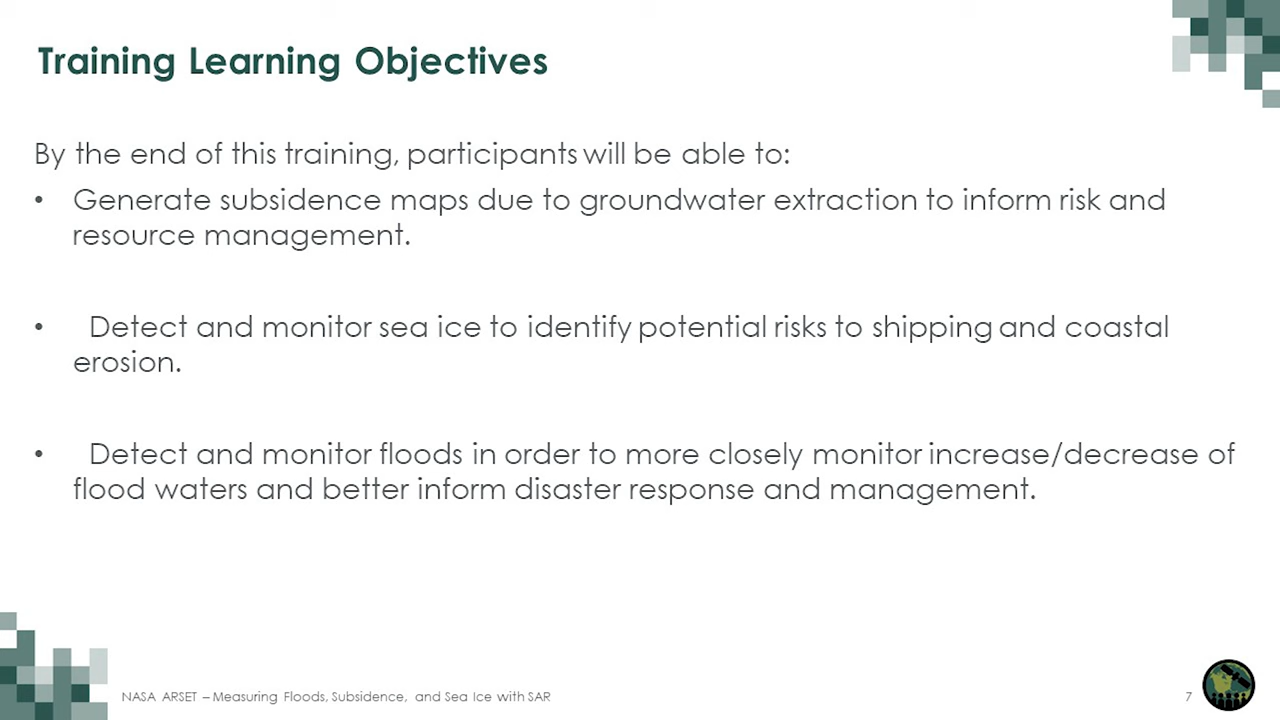 Training Learning Objectives
By the end of this training, participants will be able to:
• Generate subsidence maps due to groundwater extraction to inform risk and
resource management.
• Detect and monitor sea ice to identify potential risks to shipping and coastal
erosion.
• Detect and monitor floods in order to more closely monitor increase/decrease of
flood waters and better inform disaster response and management.
NASA ARSET – Measuring Floods, Subsidence, and Sea Ice with SAR
7